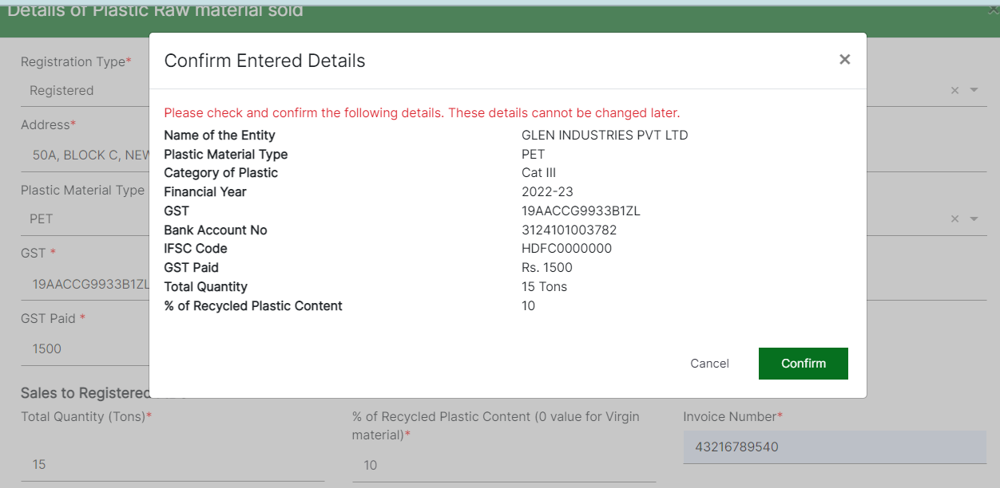 Details of Plastic Raw material sold
Confirm Entered Details
Please check and confirm the following details. These details cannot be changed later.
Name of the Entity GLEN INDUSTRIES PVT LTD
Plastic Material Type PET
Category of Plastic Cat III
Financial Year 2022-23
GST 19AACCG9933B1ZL
Bank Account No 3124101003782
IFSC Code HDFC0000000
GST Paid Rs. 1500
Total Quantity 15 Tons
% of Recycled Plastic Content 10
Cancel Confirm
Registration Type*
Registered
Address*
50A, BLOCK C, NEW
Plastic Material Type
PET
GST *
19AACCG9933B1ZL
GST Paid *
1500
Sales to Registered
Total Quantity (Tons)*
15
% of Recycled Plastic Content (0 value for Virgin
material)*
10
Invoice Number*
43216789540